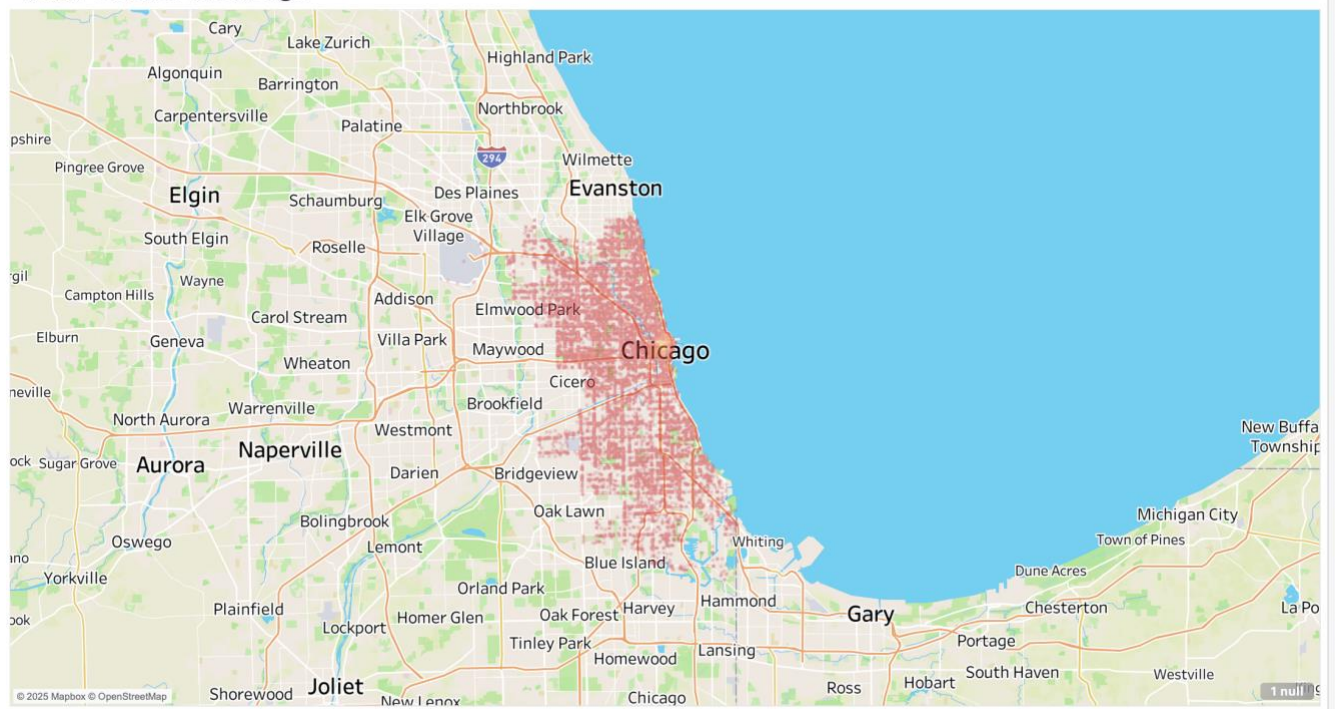 Cary
Lake Zurich
Highland Park
Algonquin
Barrington
Northbrook
Carpentersville
Palatine
pshire
294
Wilmette
Pingree Grove
Elgin
Schaumburg
Des Plaines
Evanston
Elk Grove
Village
South Elgin
Roselle
rgil
Wayne
Campton Hills
Addison
Elmwood Park
Carol Stream
Elburn
Geneva
Villa Park
Maywood
Chicago
Wheaton
Cicero
neville
Warrenville
Brookfield
North Aurora
Westmont
New Buffa
Township
Naperville
ock
Sugar Grove
Aurora
Darien
Bridgeview
Oak Lawn
Michigan City
Bolingbrook
Oswego
Lemont
Whiting
Town of Pines
ano
Blue Island
Dune Acres
Yorkville
Orland Park
Plainfield
Homer Glen
Oak Forest
Harvey
Hammond
Gary
Chesterton
La Po
ook
Lockport
Tinley Park
Homewood
Lansing
Portage
South Haven
Westville
Shorewood
Joliet
New Lenox
Chicago
Ross
Hobart
1 null
© 2025 Mapbox © OpenStreetMap